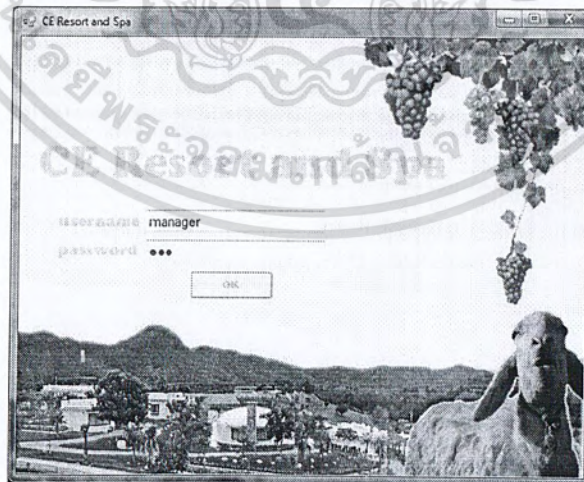 CE Resort and Spa
CE Resort and Spa
username manager
password
OK